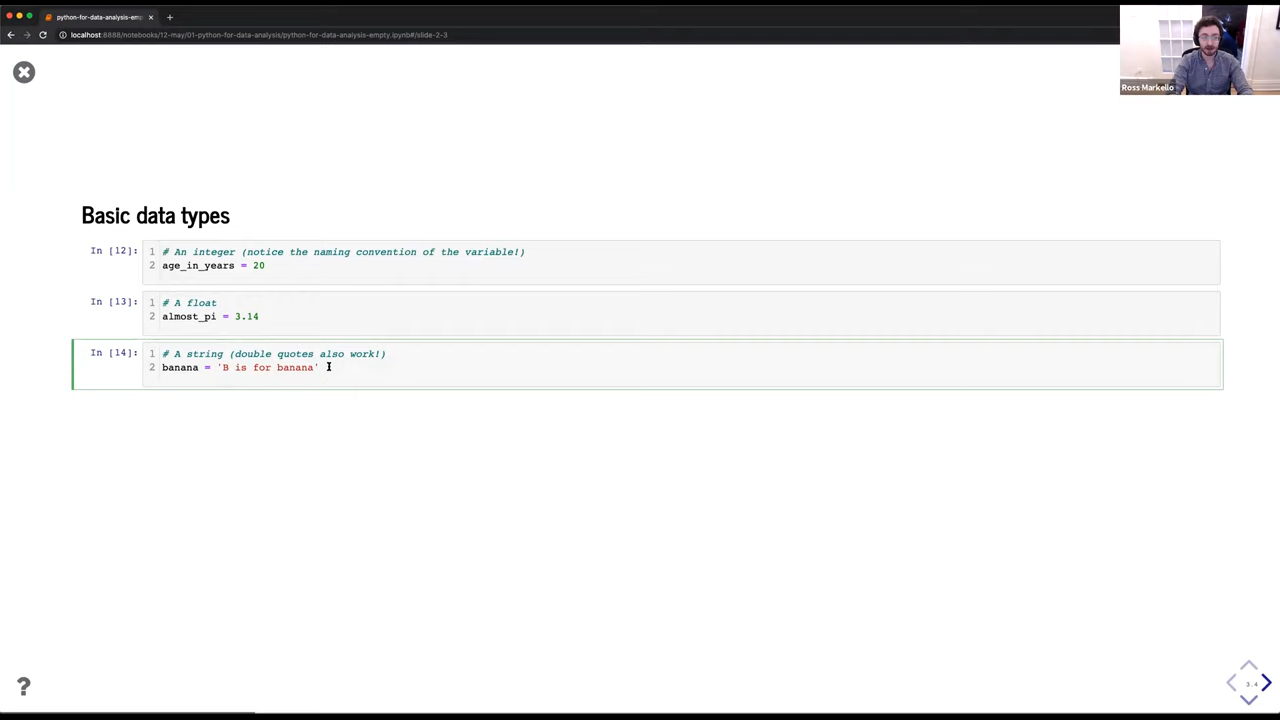 python-for-data-analysis-emp
localhost:8888/notebooks/12-may/01-python-for-data-analysis/python-for-data-analysis-empty.ipynb#/slide-2-3
Ross Markello
Basic data types
In [12]:
1 # An integer (notice the naming convention of the variable!)
2 age_in_years = 20
In [13]:
1 # A float
2 almost_pi = 3.14
In [14]:
1 # A string (double quotes also work!)
2 banana = 'B is for banana'
?
3.4